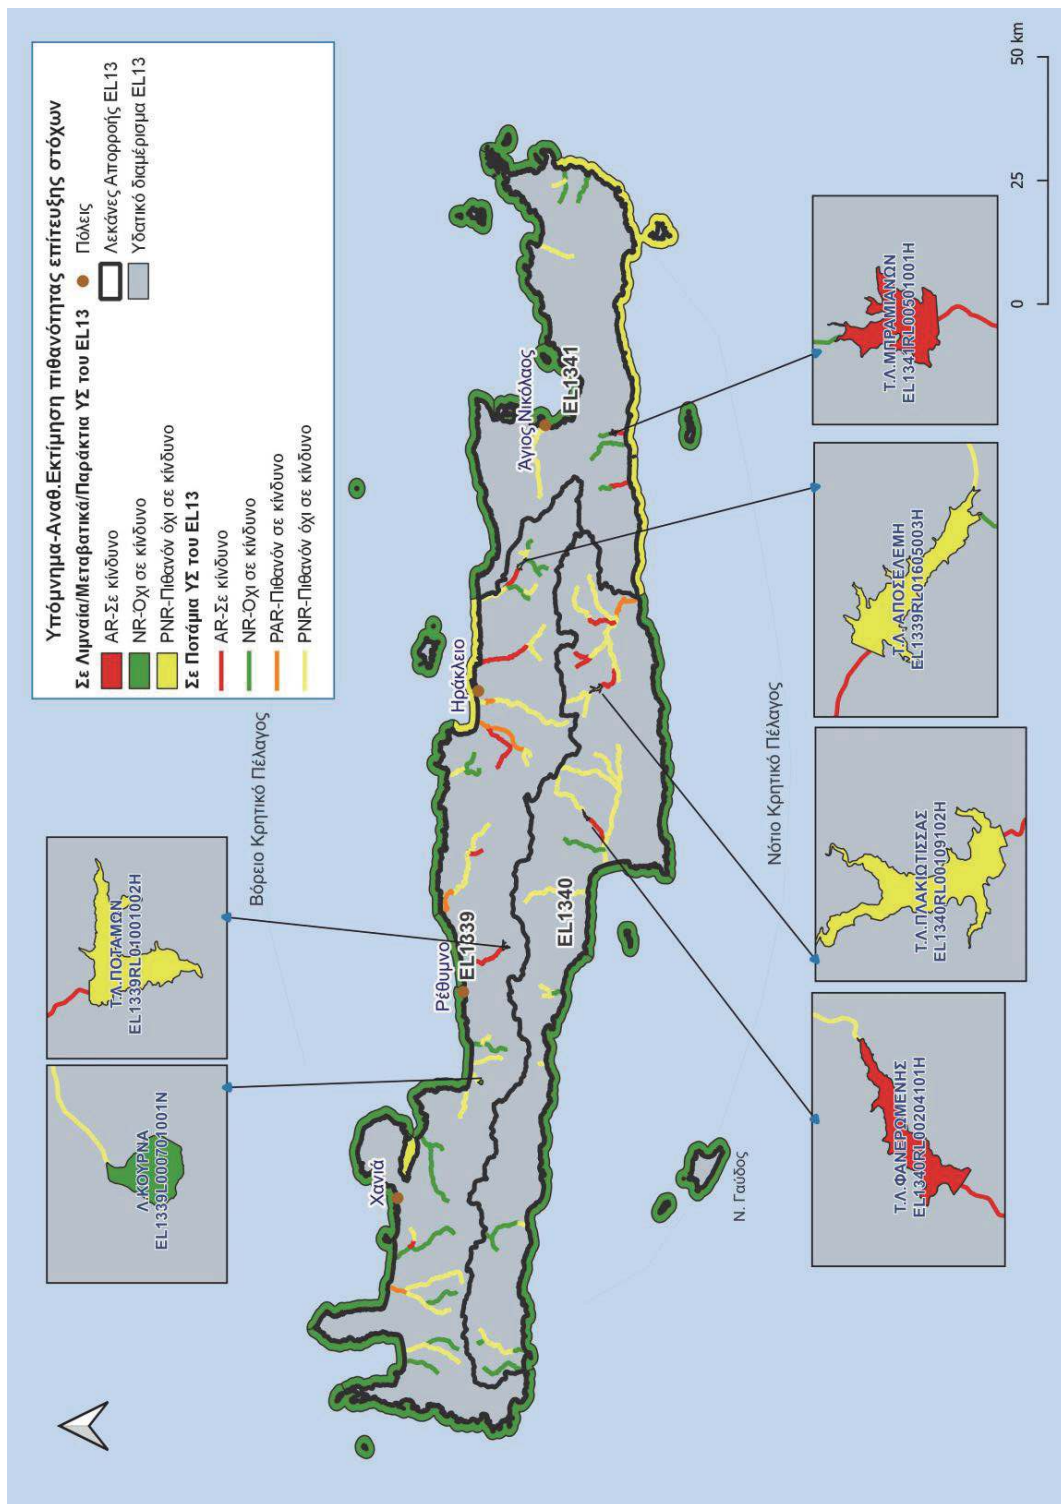 Υπόμνημα-Αναθ.Εκτίμηση πιθανότητας επίτευξης στόχων
Σε Λιμναία/Μεταβατικά/Παράκτια ΥΣ του EL13
AR-Σε κίνδυνο
NR-Όχι σε κίνδυνο
PNR-Πιθανόν όχι σε κίνδυνο
Σε Ποτάμια ΥΣ του EL13
AR-Σε κίνδυνο
NR-Όχι σε κίνδυνο
PAR-Πιθανόν σε κίνδυνο
PNR-Πιθανόν όχι σε κίνδυνο
Πόλεις
Λεκάνες Απορροής EL13
Υδατικό διαμέρισμα EL13
Λ.ΚΟΥΡΝΑ
EL1339L000701001N
Τ.Λ.ΠΟΤΑΜΩΝ
EL1339RL01001002H
Βόρειο Κρητικό Πέλαγος
Χανιά
Ρέθυμνο
EL1339
Ηράκλειο
Άγιος Νικόλαος
EL1341
EL1340
Ν. Γαύδος
Νότιο Κρητικό Πέλαγος
Τ.Λ.ΦΑΝΕΡΩΜΕΝΗΣ
EL1340RL00204101H
Τ.Λ.ΠΛΑΚΙΩΤΙΣΣΑΣ
EL1340RL00109102H
Τ.Λ. ΑΠΟΣΕΛΕΜΗ
EL1339RL01605003H
Τ.Λ.ΜΠΡΑΜΙΑΝΩΝ
EL1341RL00501001H
0
25
50 km